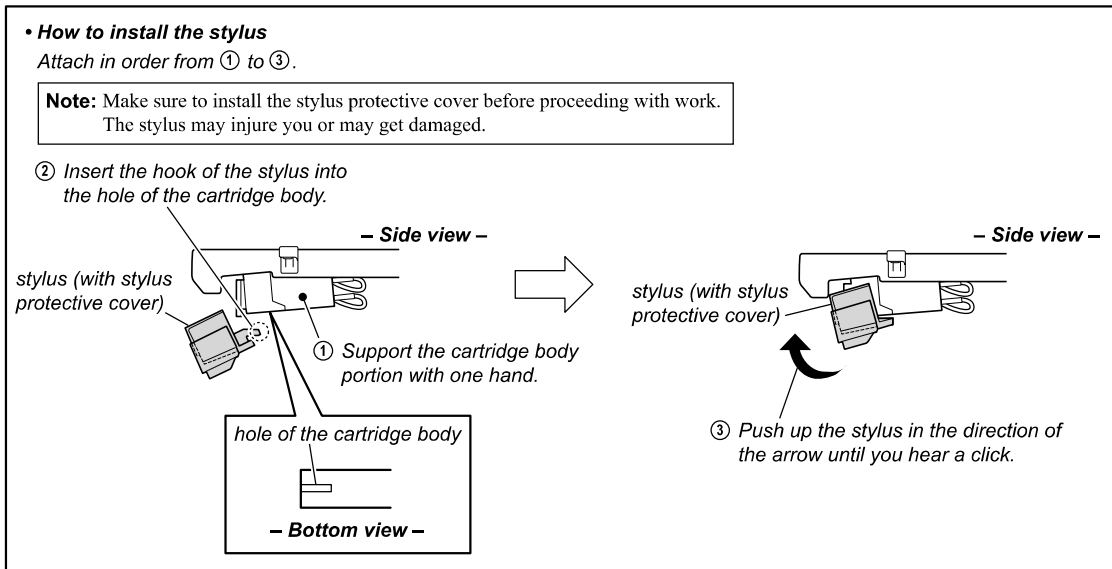 • How to install the stylus
Attach in order from ① to ③.
Note: Make sure to install the stylus protective cover before proceeding with work.
The stylus may injure you or may get damaged.
② Insert the hook of the stylus into
the hole of the cartridge body.
– Side view –
stylus (with stylus
protective cover)
① Support the cartridge body
portion with one hand.
hole of the cartridge body
– Bottom view –
– Side view –
stylus (with stylus
protective cover)
③ Push up the stylus in the direction of
the arrow until you hear a click.